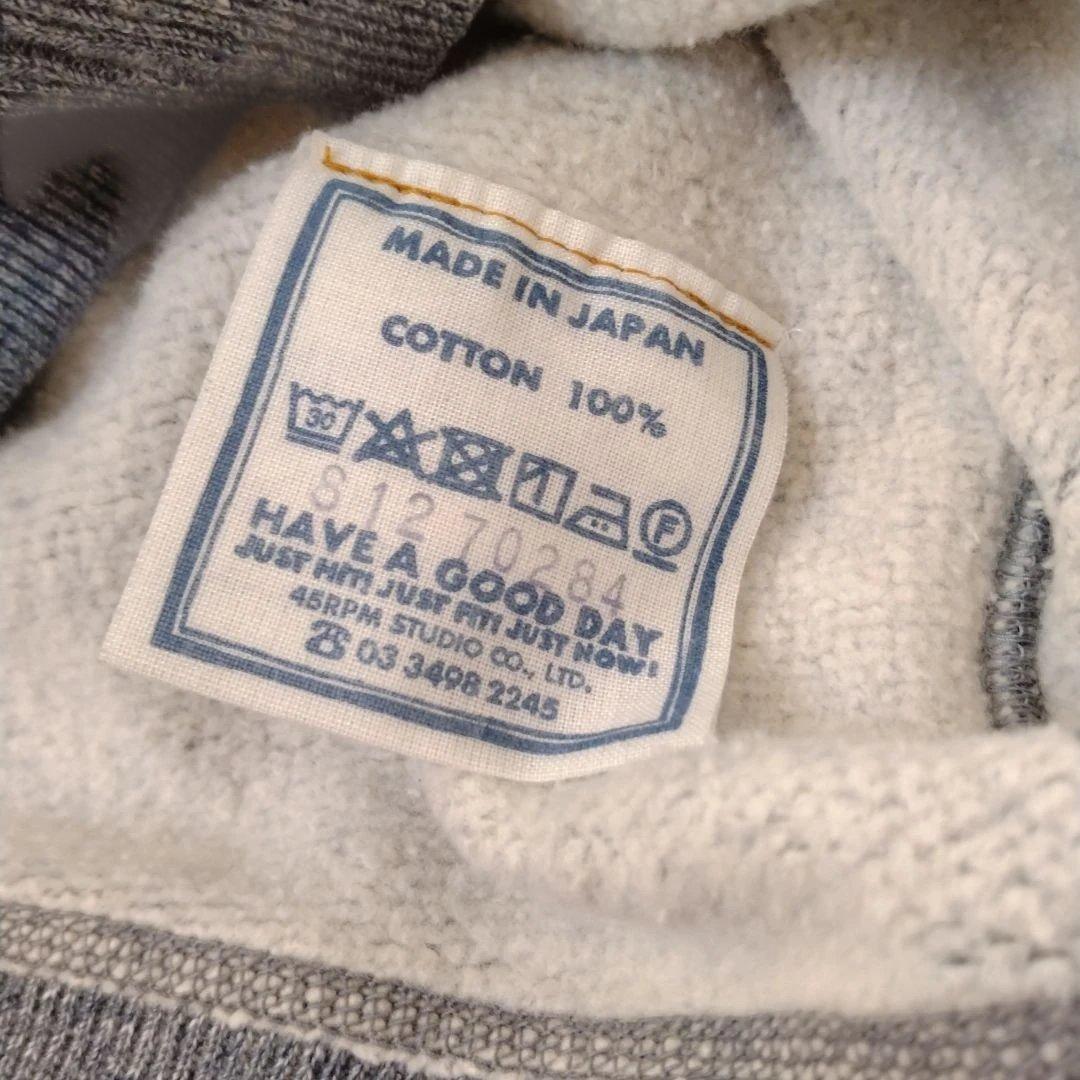 MADE IN JAPAN
COTTON 100%
30 F
S12 70284
HAVE A GOOD DAY
JUST HIT! JUST FIT! JUST NOW!
45RPM STUDIO CO., LTD.
☎ 03 3498 2245